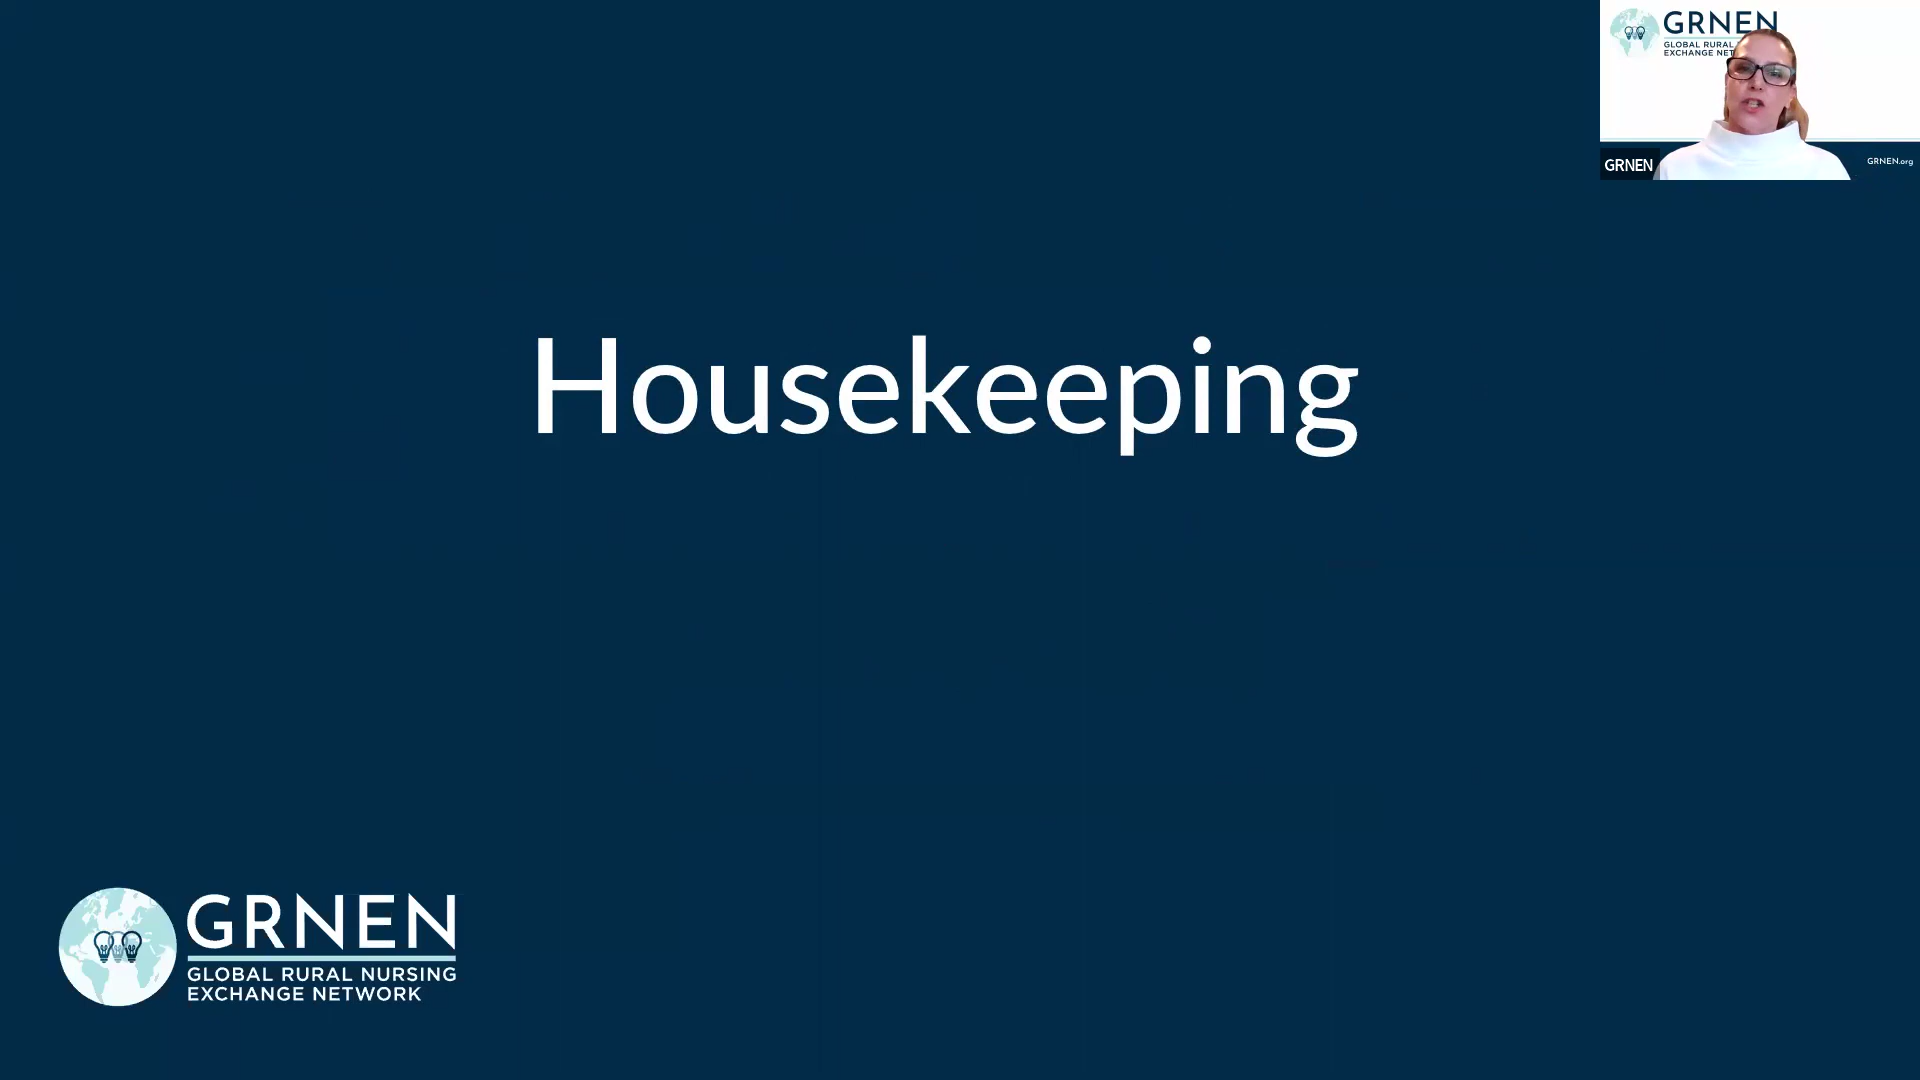 GRNEN
GLOBAL RURAL
EXCHANGE NET
GRNEN
GRNEN.org
Housekeeping
GRNEN
GLOBAL RURAL NURSING
EXCHANGE NETWORK